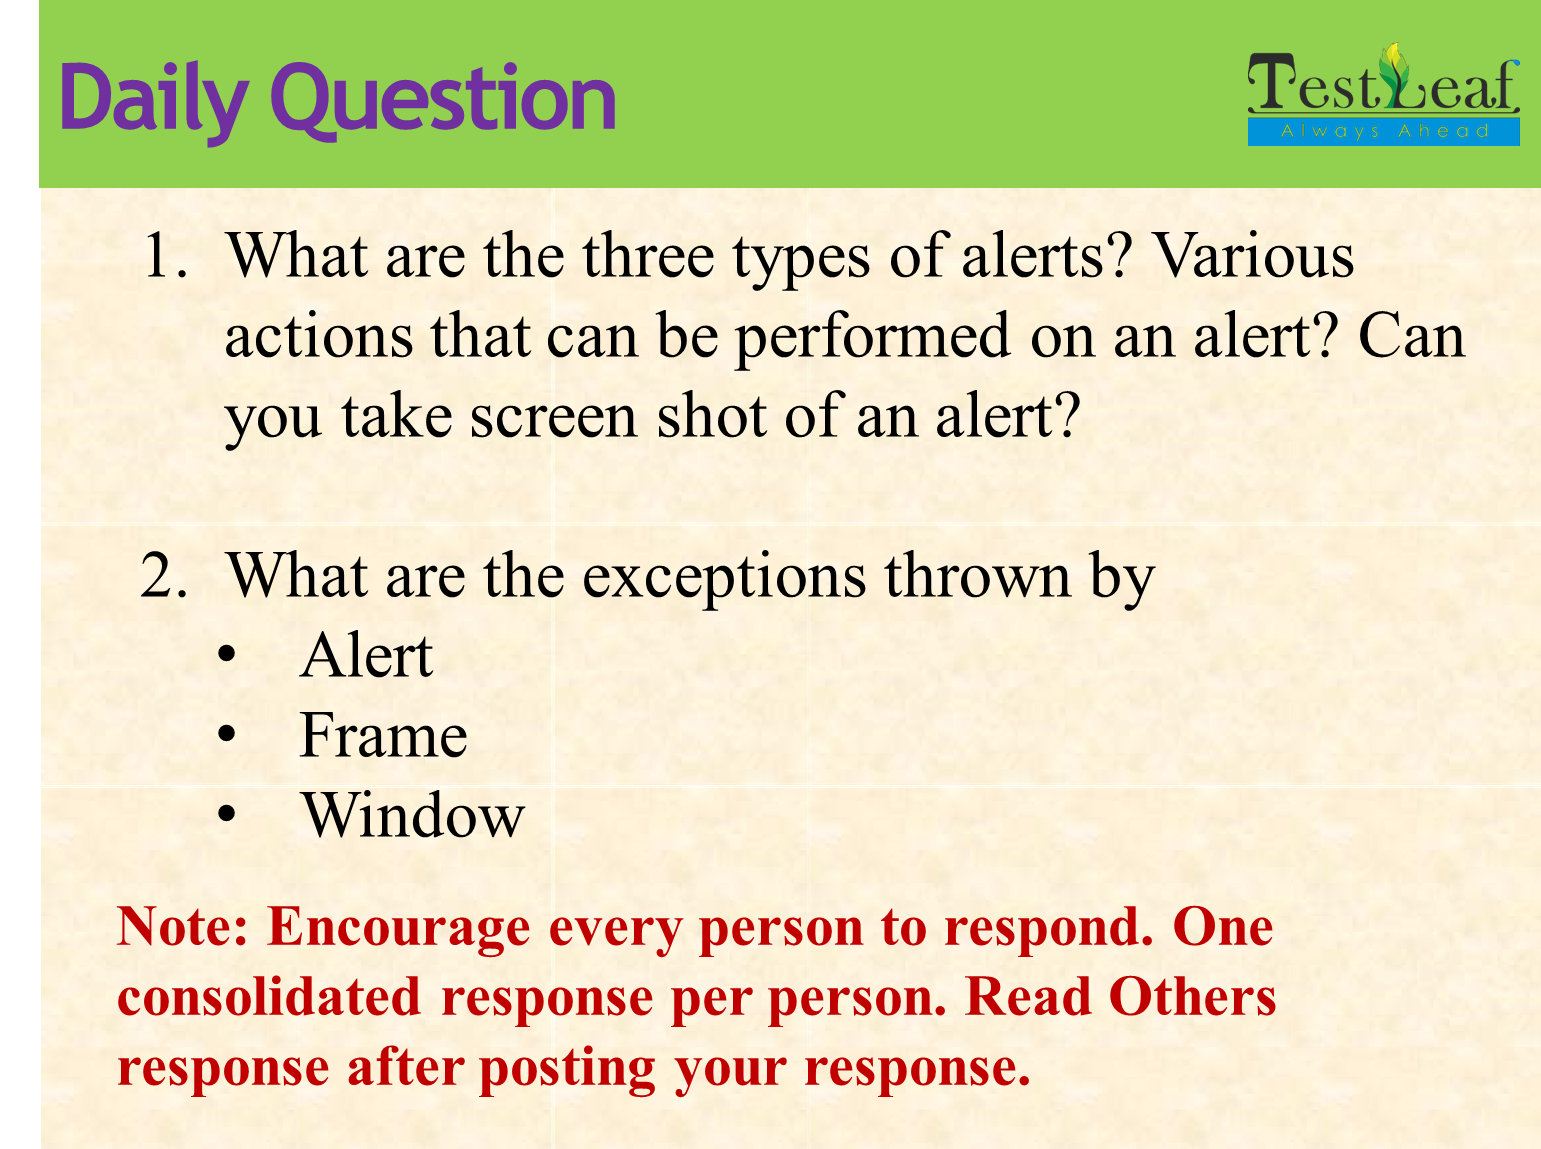 Daily Question
TestLeaf
Always Ahead
1. What are the three types of alerts? Various
actions that can be performed on an alert? Can
you take screen shot of an alert?
2. What are the exceptions thrown by
• Alert
• Frame
• Window
Note: Encourage every person to respond. One
consolidated response per person. Read Others
response after posting your response.